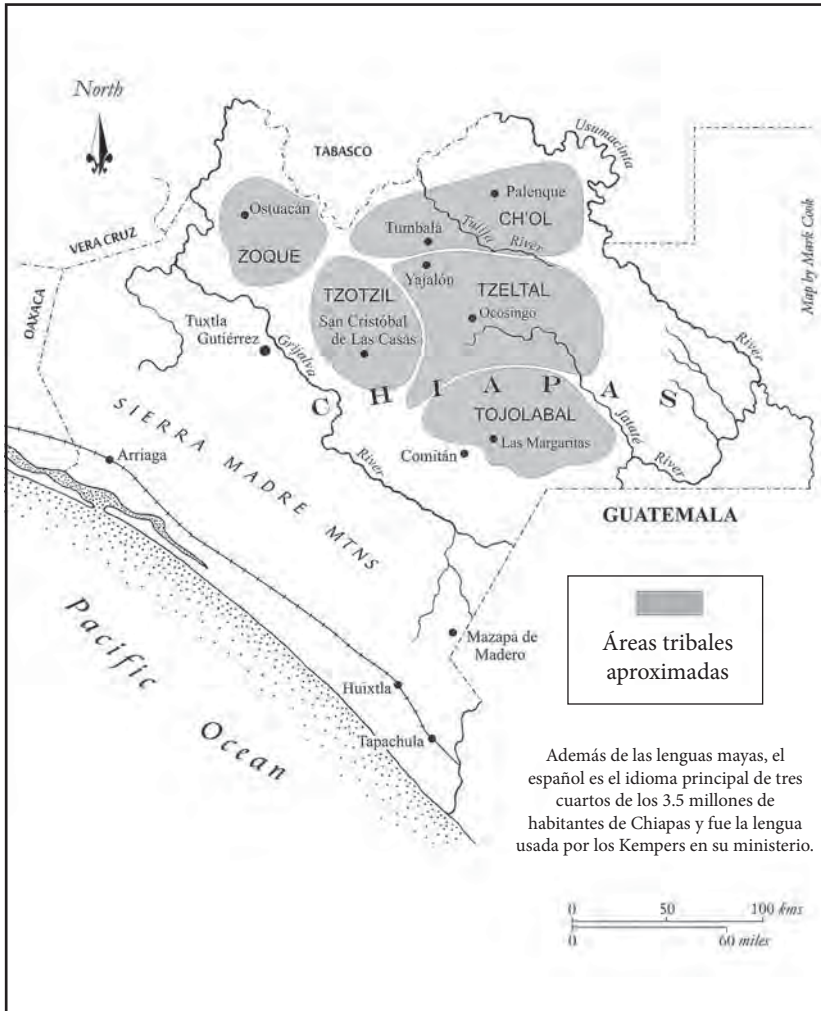 North
TABASCO
Usumacinta
Palenque
CH'OL
Ostuacán
Tumbalá
Tulija River
VERA CRUZ
ZOQUE
Yajalón
TZELTAL
TZOTZIL
OAXACA
San Cristóbal
de Las Casás
Ocosingo
Tuxtla
Gutiérrez
Grijalva
River
CHIAPAS
TOJOLABAL
Jataté
SIERRA MADRE MTNS
Arriaga
Comitán
Las Margaritas
River
River
GUATEMALA
Map by Mark Cook
Pacific Ocean
Mazapa de
Madero
Huixtla
Tapachula
Áreas tribales
aproximadas
Además de las lenguas mayas, el
español es el idioma principal de tres
cuartos de los 3.5 millones de
habitantes de Chiapas y fue la lengua
usada por los Kempers en su ministerio.
0 50 100 kms
0 60 miles